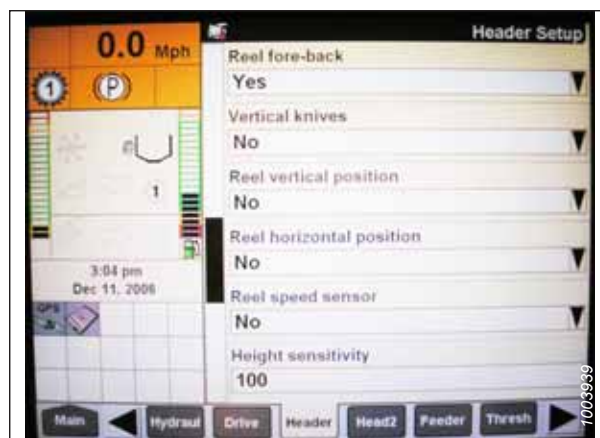 0.0 Mph
Header Setup
1
P
Reel fore-back
Yes
Vertical knives
No
Reel vertical position
No
1
Reel horizontal position
No
3:04 pm
Dec 11, 2006
Reel speed sensor
No
GPS
Height sensitivity
100
Main
Hydraul
Drive
Header
Head2
Feeder
Thresh
1003939